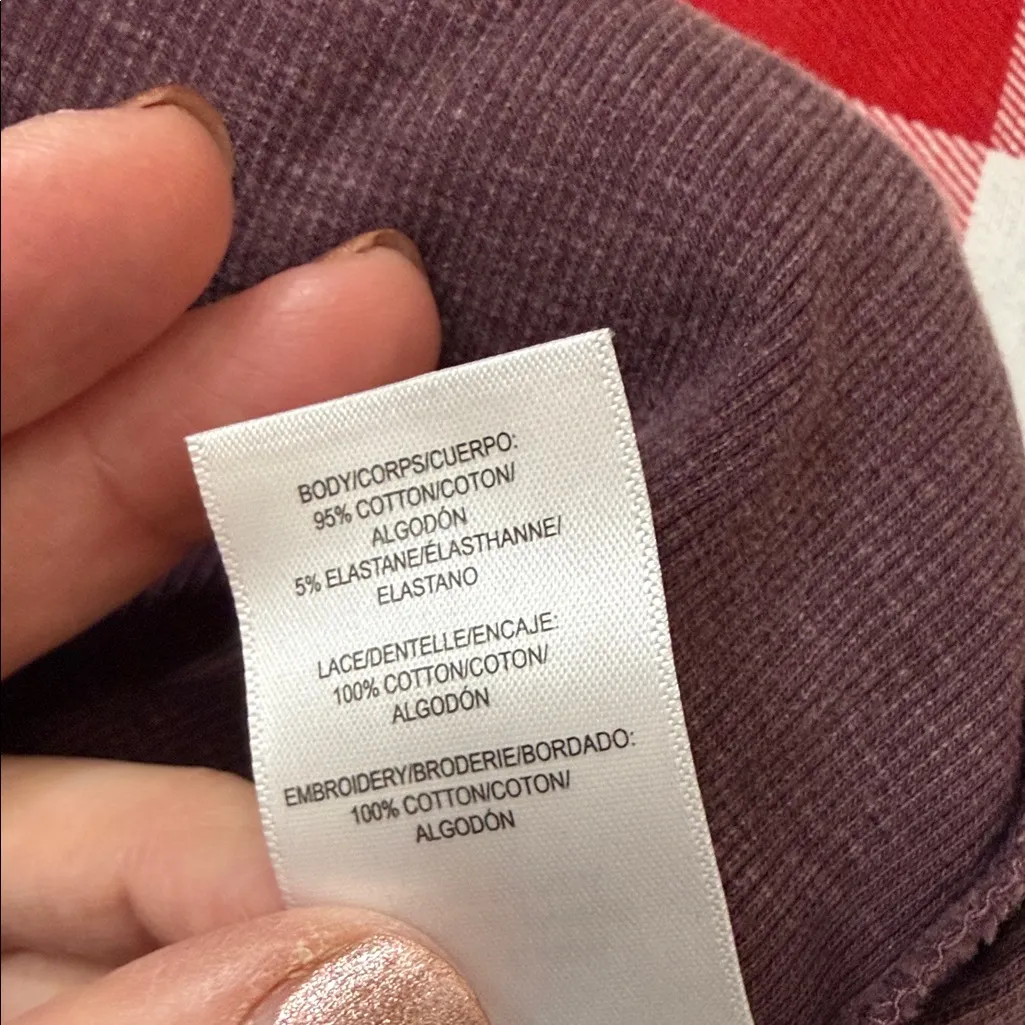 BODY/CORPS/CUERPO:
95% COTTON/COTON/
ALGODÓN
5% ELASTANE/ÉLASTHANNE/
ELASTANO
LACE/DENTELLE/ENCAJE:
100% COTTON/COTON/
ALGODÓN
EMBROIDERY/BRODERIE/BORDADO:
100% COTTON/COTON/
ALGODÓN